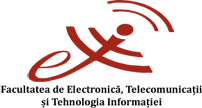 Facultatea de Electronică, Telecomunicații
și Tehnologia Informației